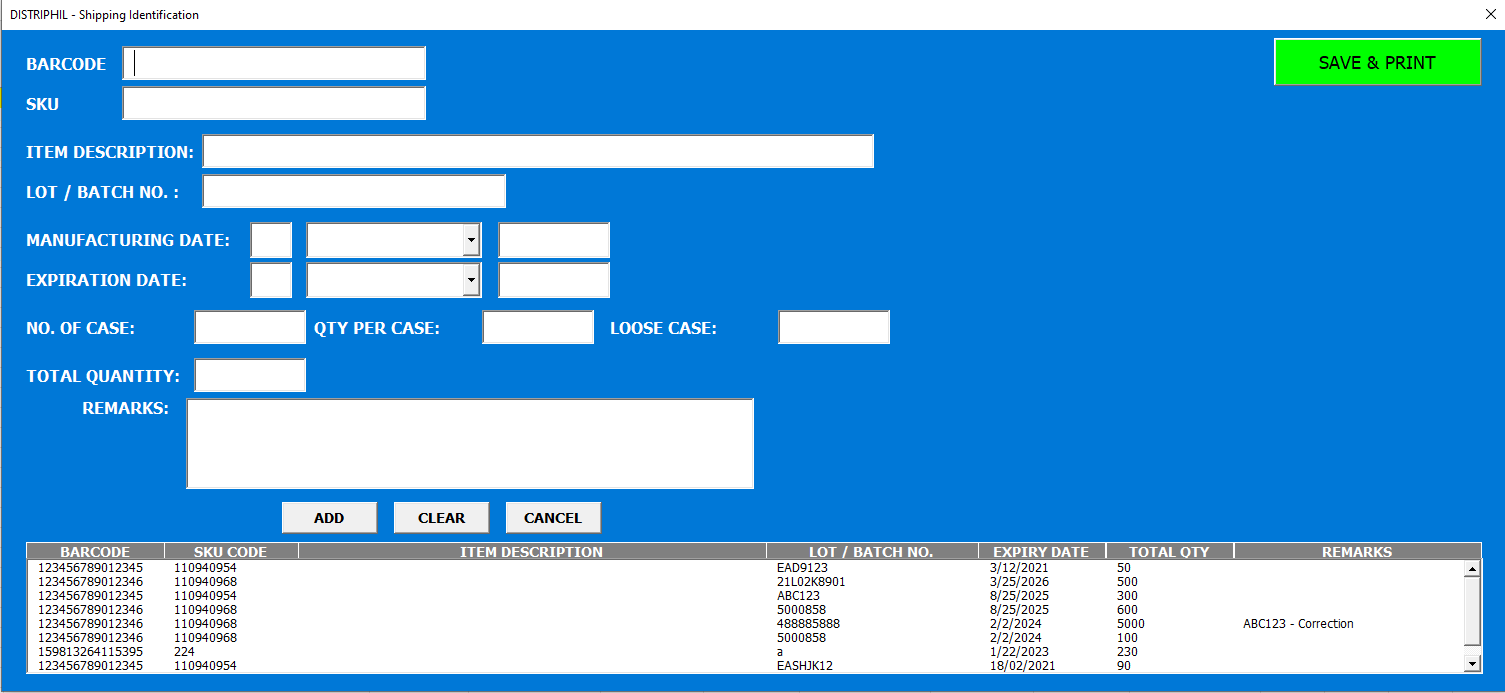 DISTRIPHIL - Shipping Identification
BARCODE
SAVE & PRINT
SKU
ITEM DESCRIPTION:
LOT / BATCH NO. :
MANUFACTURING DATE:
EXPIRATION DATE:
NO. OF CASE: QTY PER CASE: LOOSE CASE:
TOTAL QUANTITY:
REMARKS:
ADD CLEAR CANCEL
BARCODE SKU CODE ITEM DESCRIPTION LOT / BATCH NO. EXPIRY DATE TOTAL QTY REMARKS
123456789012345 110940954 EAD9123 3/12/2021 50
123456789012346 110940968 21L02K8901 3/25/2026 500
123456789012345 110940954 ABC123 8/25/2025 300
123456789012346 110940968 5000858 8/25/2025 600
123456789012346 110940968 488885888 2/2/2024 5000 ABC123 - Correction
123456789012346 110940968 5000858 2/2/2024 100
159813264115395 224 a 1/22/2023 230
123456789012345 110940954 EASHJK12 18/02/2021 90